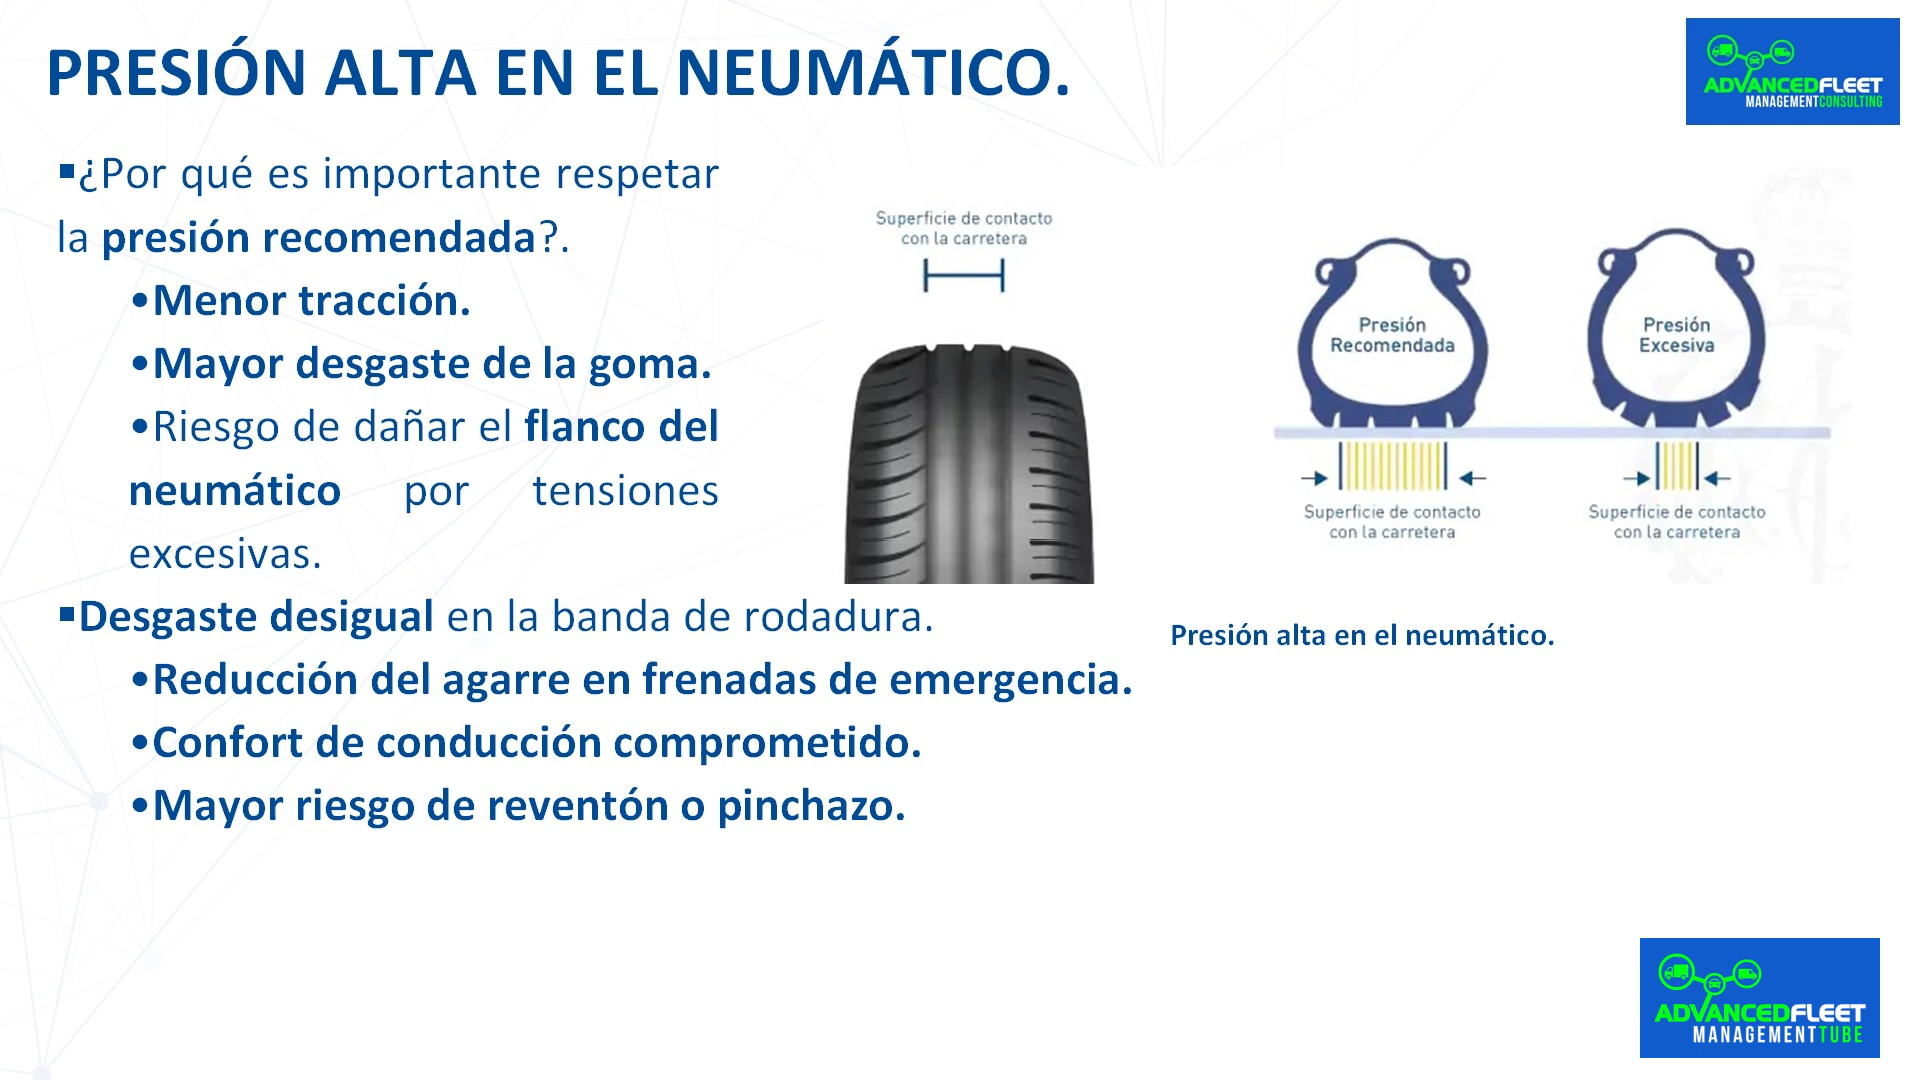 PRESIÓN ALTA EN EL NEUMÁTICO.
ADVANCEDFLEET
MANAGEMENTCONSULTING
▪¿Por qué es importante respetar
la presión recomendada?.
•Menor tracción.
•Mayor desgaste de la goma.
•Riesgo de dañar el flanco del
neumático por tensiones
excesivas.
▪Desgaste desigual en la banda de rodadura.
•Reducción del agarre en frenadas de emergencia.
•Confort de conducción comprometido.
•Mayor riesgo de reventón o pinchazo.
Superficie de contacto
con la carretera
Presión
Recomendada
Superficie de contacto
con la carretera
Presión
Excesiva
Superficie de contacto
con la carretera
Presión alta en el neumático.
ADVANCEDFLEET
MANAGEMENTTUBE